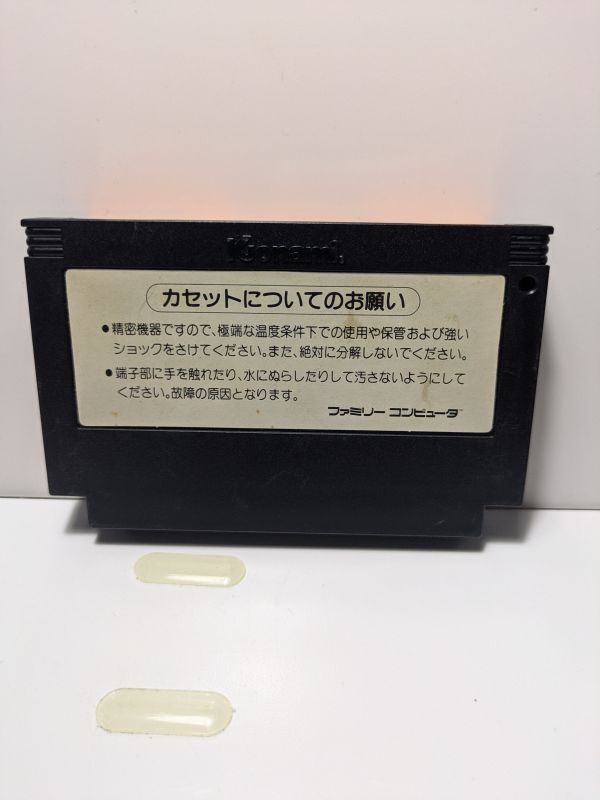 Konami
カセットについてのお願い
●精密機器ですので、極端な温度条件下での使用や保管および強い
ショックをさけてください。また、絶対に分解しないでください。
●端子部に手を触れたり、水にぬらしたりして汚さないようにして
ください。故障の原因となります。
ファミリー コンピュータ™